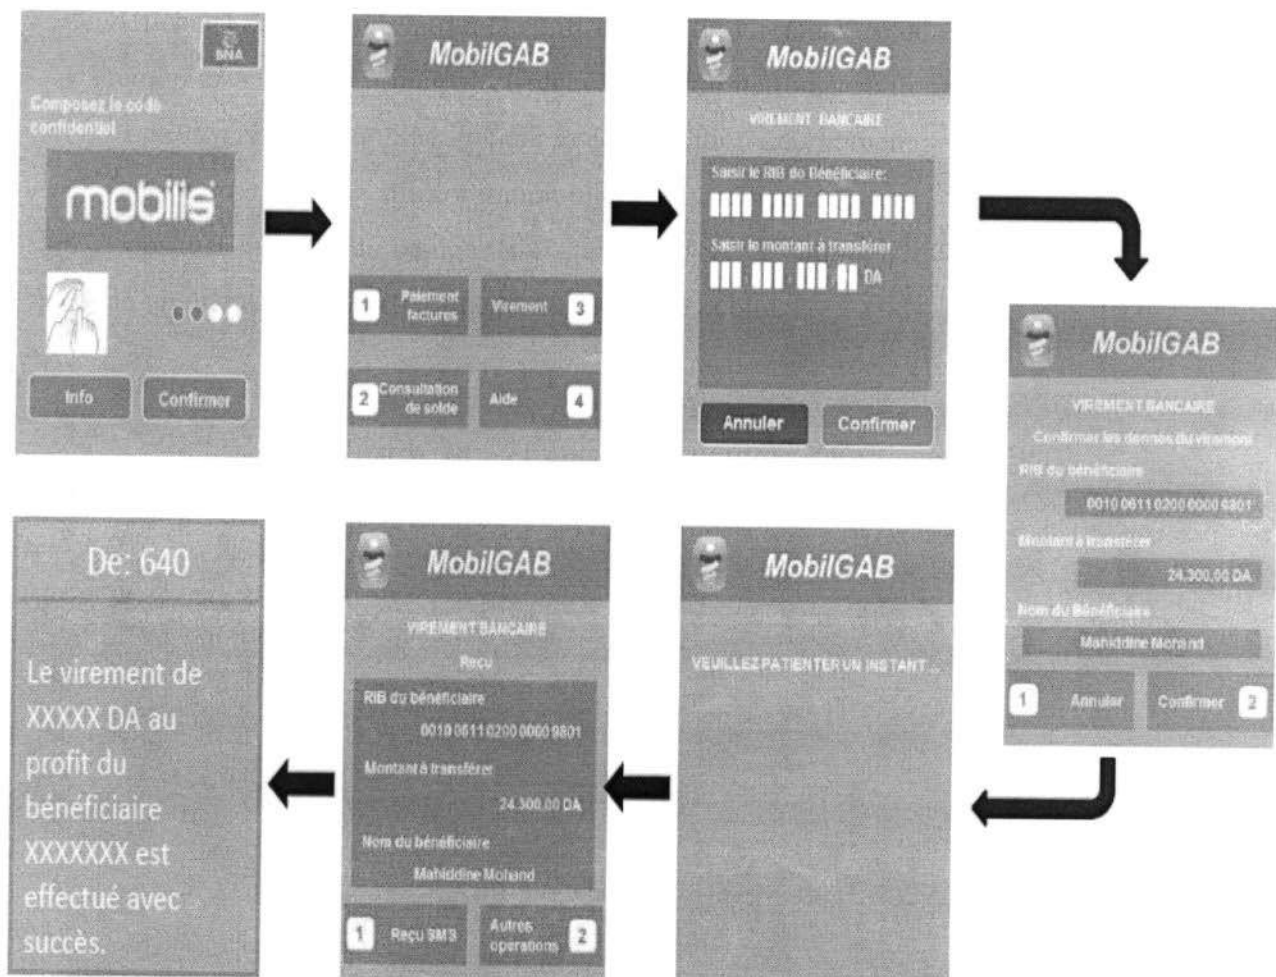 BNA
Composez le code
confidentiel
mobilis
Info
Confirmer
MobilGAB
1
Paiement
factures
Virement
3
2
Consultation
de solde
Aide
4
MobilGAB
VIREMENT BANCAIRE
Saisir le RIB do Bénéficiaire:
Saisir le montant à transférer
DA
Annuler
Confirmer
MobilGAB
VIREMENT BANCAIRE
Confirmer les donnés du virement
RIB du bénéficiaire
0010 0611 0200 0000 9801
Montant à transférer
24.300,00 DA
Nom du Bénéficiaire
Mahiddine Mohand
1
Annuler
Confirmer
2
MobilGAB
VEUILLEZ PATIENTER UN INSTANT ...
MobilGAB
VIREMENT BANCAIRE
Reçu
RIB du bénéficiaire
0010 0611 0200 0000 9801
Montant à transférer
24.300,00 DA
Nom du bénéficiaire
Mahiddine Mohand
1
Reçu SMS
Autres
operations
2
De: 640
Le virement de
XXXXX DA au
profit du
bénéficiaire
XXXXXXX est
effectué avec
succès.